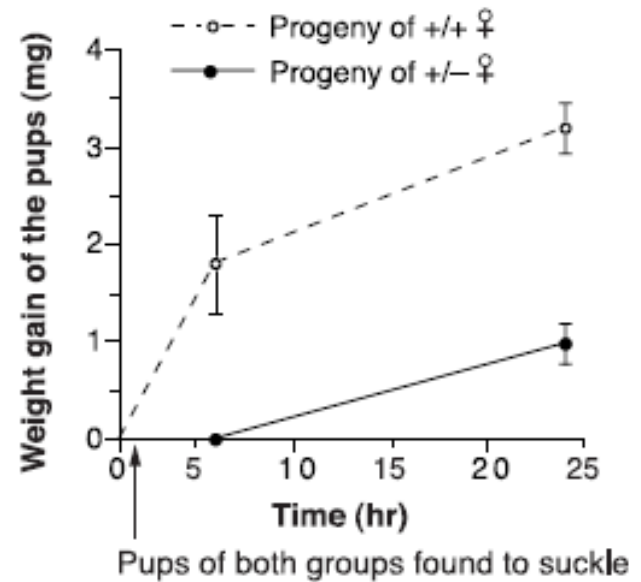 Progeny of +/+ ♀
Progeny of +/– ♀
Weight gain of the pups (mg)
4
3
2
1
0
0 5 10 15 20 25
Time (hr)
Pups of both groups found to suckle